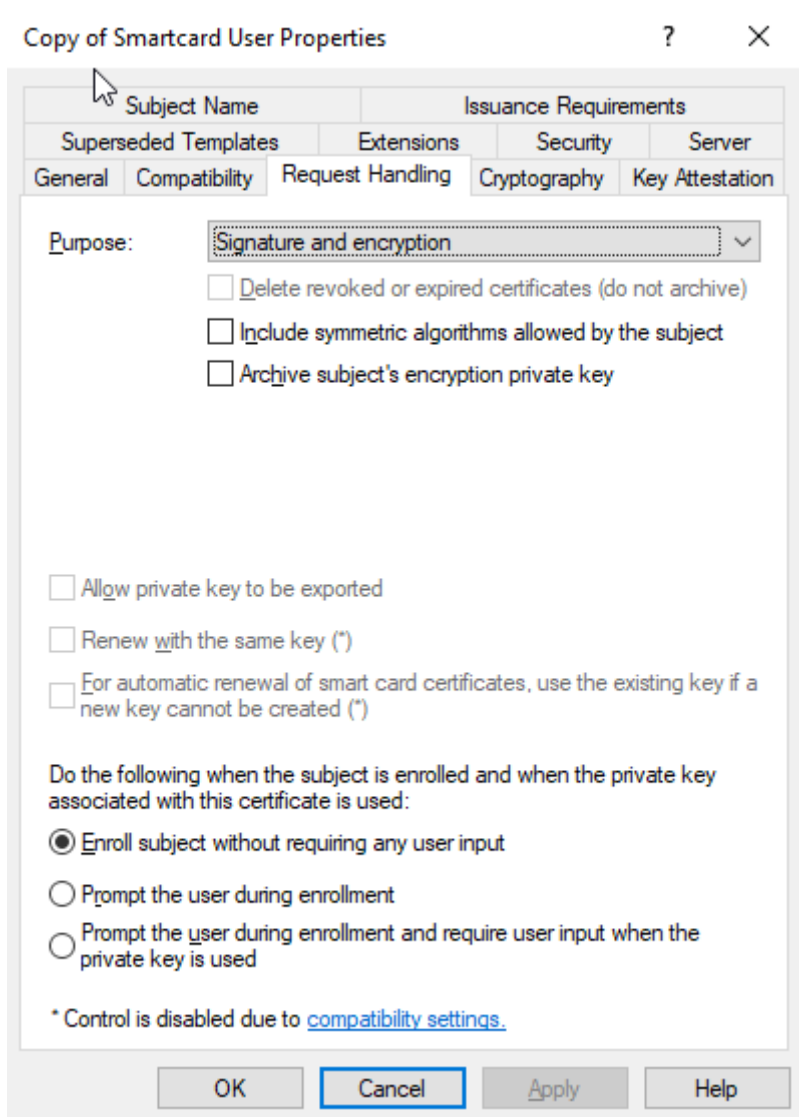 Copy of Smartcard User Properties
? ×
Subject Name Issuance Requirements
Superseded Templates Extensions Security Server
General Compatibility Request Handling Cryptography Key Attestation
Purpose: Signature and encryption
Delete revoked or expired certificates (do not archive)
Include symmetric algorithms allowed by the subject
Archive subject's encryption private key
Allow private key to be exported
Renew with the same key (*)
For automatic renewal of smart card certificates, use the existing key if a
new key cannot be created (*)
Do the following when the subject is enrolled and when the private key
associated with this certificate is used:
Enroll subject without requiring any user input
Prompt the user during enrollment
Prompt the user during enrollment and require user input when the
private key is used
* Control is disabled due to compatibility settings.
OK Cancel Apply Help